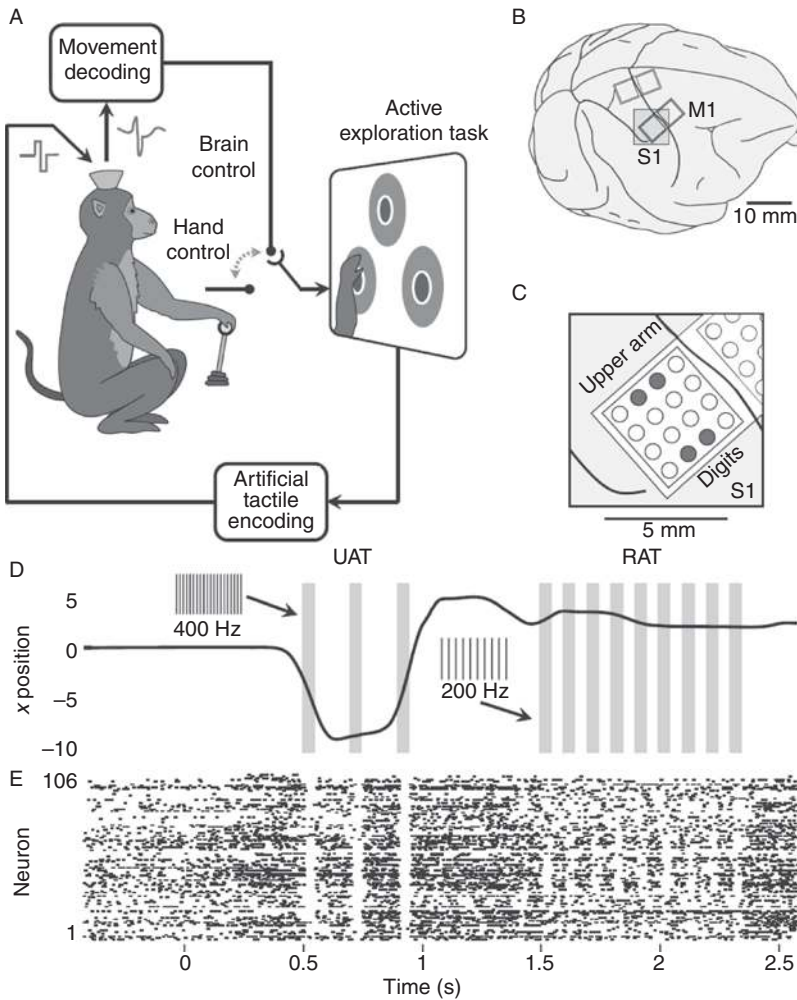 A
Movement
decoding
Brain
control
Hand
control
Active
exploration task
Artificial
tactile
encoding
B
M1
S1
10 mm
C
Upper arm
Digits
S1
5 mm
D
UAT
RAT
x position
5
0
–5
–10
400 Hz
200 Hz
E
Neuron
106
1
0
0.5
1
1.5
2
2.5
Time (s)